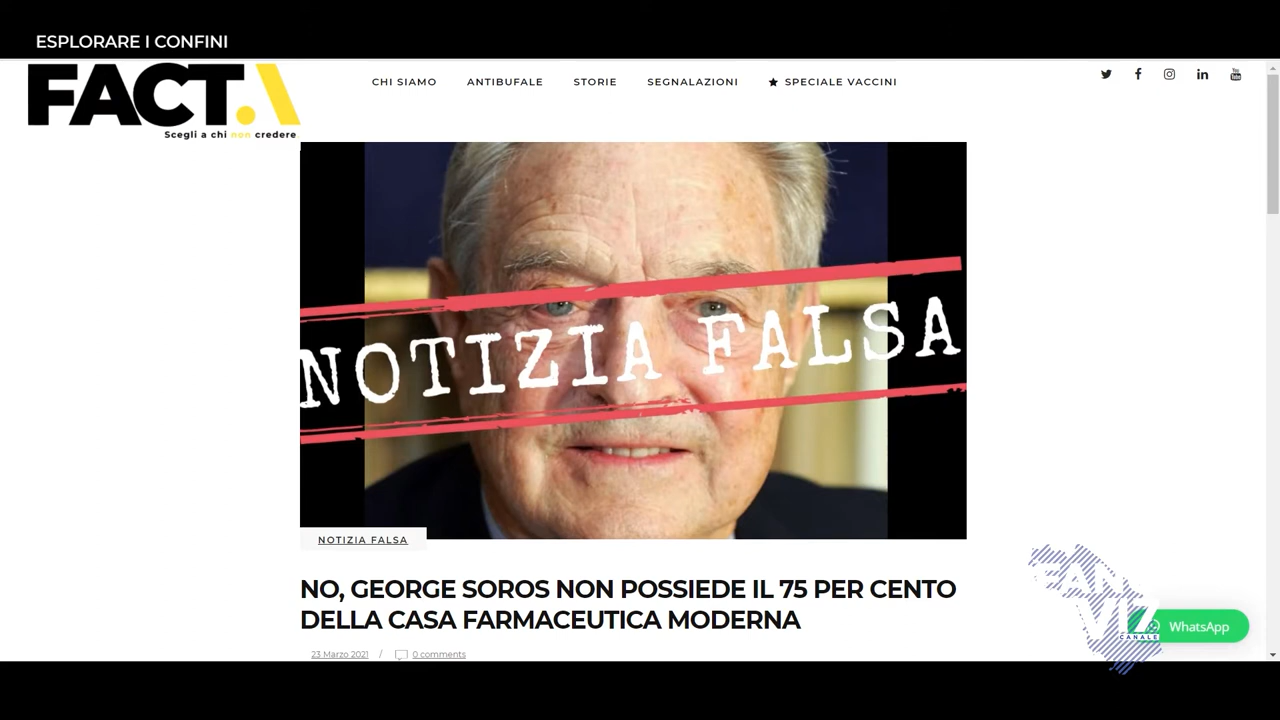 ESPLORARE I CONFINI
FACT.
Scegli a chi non credere
CHI SIAMO ANTIBUFALE STORIE SEGNALAZIONI SPECIALE VACCINI
NOTIZIA FALSA
NOTIZIA FALSA
NO, GEORGE SOROS NON POSSIEDE IL 75 PER CENTO
DELLA CASA FARMACEUTICA MODERNA
23 Marzo 2021 / 0 comments
WhatsApp
CANALE